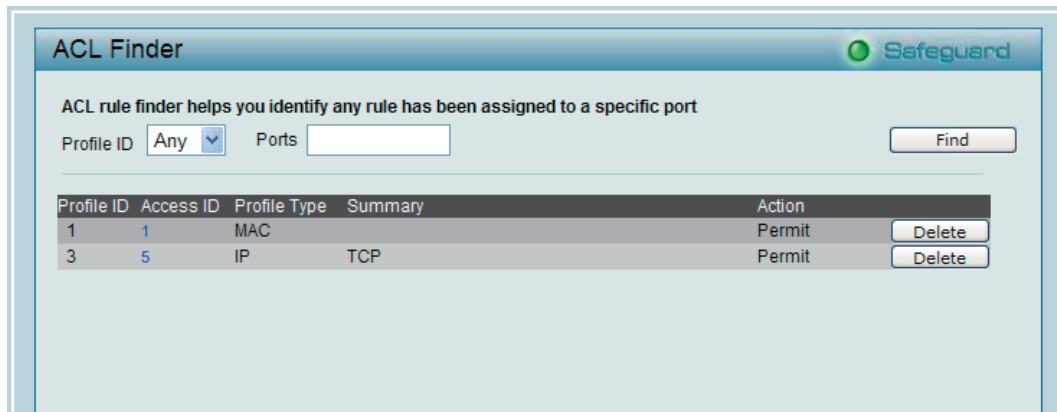 ACL Finder Safeguard
ACL rule finder helps you identify any rule has been assigned to a specific port
Profile ID Any Ports Find
Profile ID Access ID Profile Type Summary Action
1 1 MAC Permit Delete
3 5 IP TCP Permit Delete